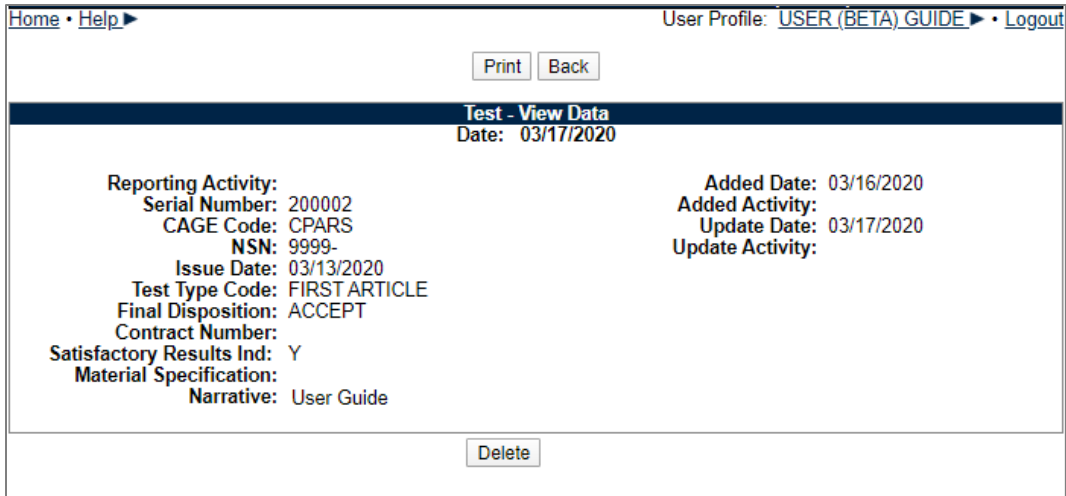 Home • Help▶ User Profile: USER (BETA) GUIDE▶ • Logout
Print Back
Test - View Data
Date: 03/17/2020
Reporting Activity: Added Date: 03/16/2020
Serial Number: 200002 Added Activity:
CAGE Code: CPARS Update Date: 03/17/2020
NSN: 9999- Update Activity:
Issue Date: 03/13/2020
Test Type Code: FIRST ARTICLE
Final Disposition: ACCEPT
Contract Number:
Satisfactory Results Ind: Y
Material Specification:
Narrative: User Guide
Delete